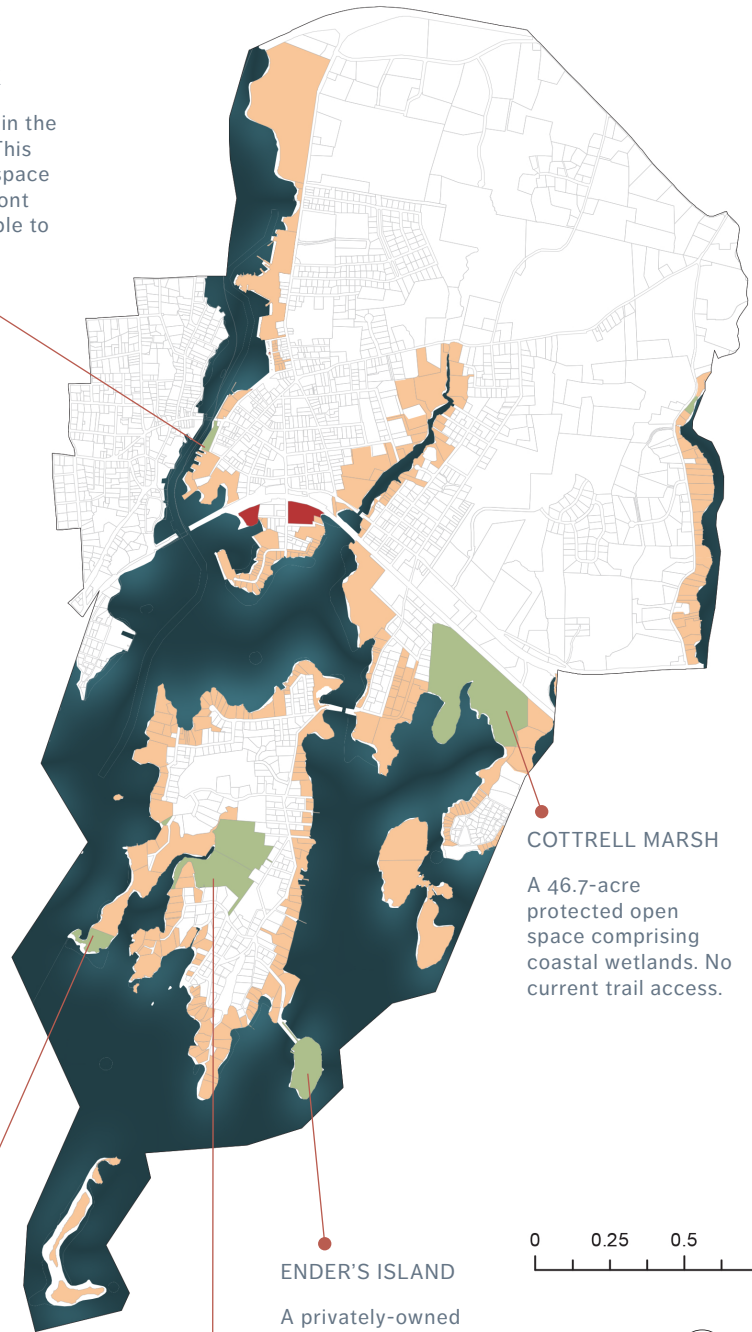 in the
This
space
ont
ble to
COTTRELL MARSH
A 46.7-acre
protected open
space comprising
coastal wetlands. No
current trail access.
0 0.25 0.5
ENDER'S ISLAND
A privately-owned